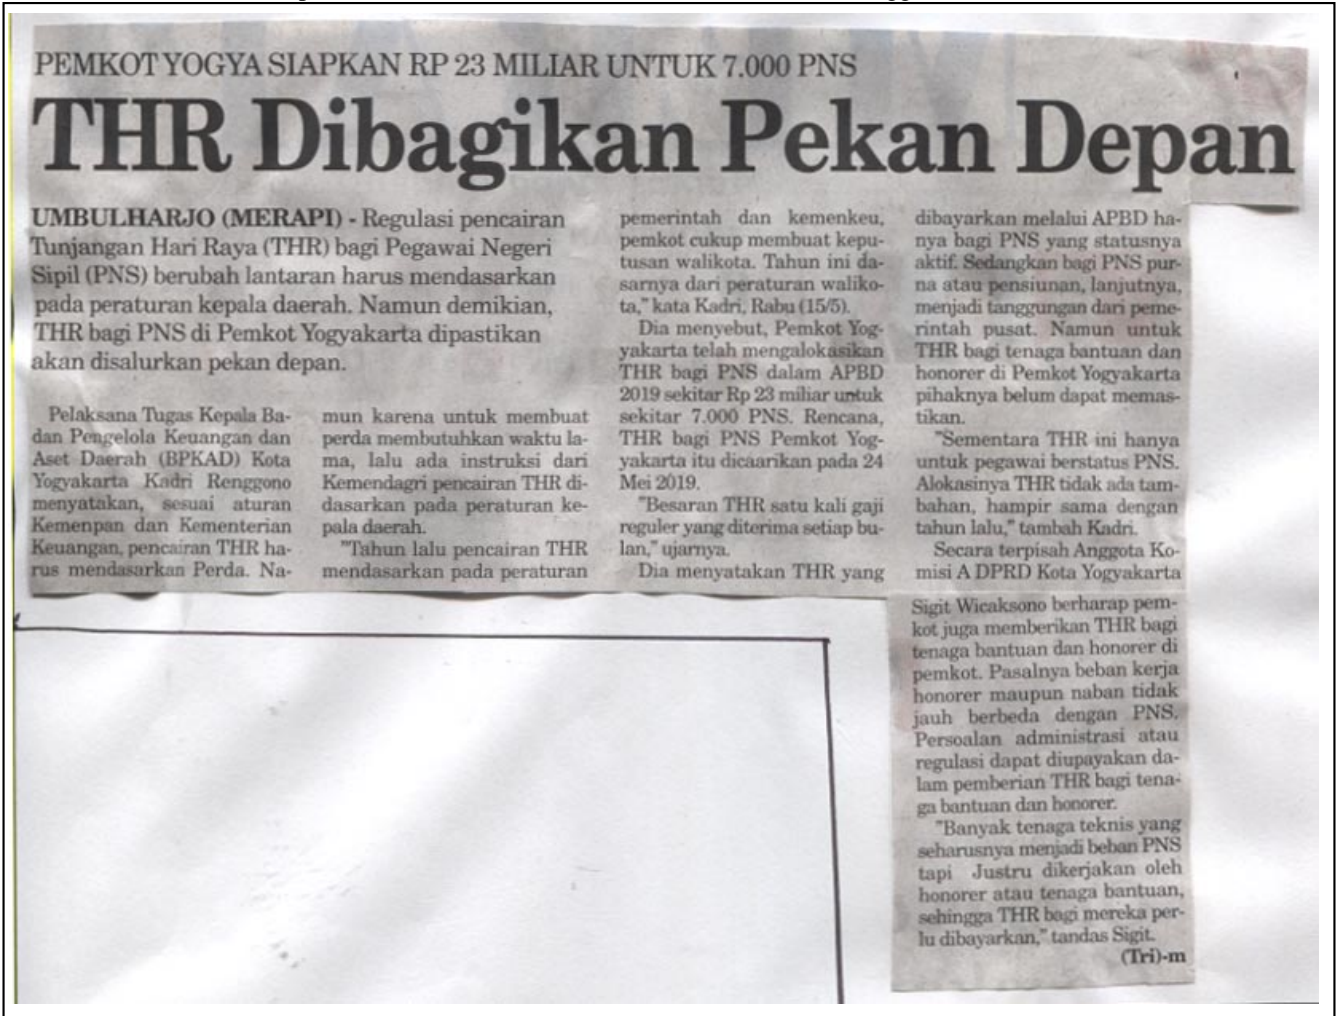 PEMKOT YOGYA SIAPKAN RP 23 MILIAR UNTUK 7.000 PNS
THR Dibagikan Pekan Depan
UMBULHARJO (MERAPI) - Regulasi pencairan
Tunjangan Hari Raya (THR) bagi Pegawai Negeri
Sipil (PNS) berubah lantaran harus mendasarkan
pada peraturan kepala daerah. Namun demikian,
THR bagi PNS di Pemkot Yogyakarta dipastikan
akan disalurkan pekan depan.
Pelaksana Tugas Kepala Ba-
dan Pengelola Keuangan dan
Aset Daerah (BPKAD) Kota
Yogyakarta Kadri Renggono
menyatakan, sesuai aturan
Kemenpan dan Kementerian
Keuangan, pencairan THR ha-
rus mendasarkan Perda. Na-
mun karena untuk membuat
perda membutuhkan waktu la-
ma, lalu ada instruksi dari
Kemendagri pencairan THR di-
dasarkan pada peraturan ke-
pala daerah.
"Tahun lalu pencairan THR
mendasarkan pada peraturan
pemerintah dan kemenkeu,
pemkot cukup membuat kepu-
tusan walikota. Tahun ini da-
sarnya dari peraturan waliko-
ta," kata Kadri, Rabu (15/5).
Dia menyebut, Pemkot Yog-
yakarta telah mengalokasikan
THR bagi PNS dalam APBD
2019 sekitar Rp 23 miliar untuk
sekitar 7.000 PNS. Rencana,
THR bagi PNS Pemkot Yog-
yakarta itu dicaarikan pada 24
Mei 2019.
"Besaran THR satu kali gaji
reguler yang diterima setiap bu-
lan," ujarnya.
Dia menyatakan THR yang
dibayarkan melalui APBD ha-
nya bagi PNS yang statusnya
aktif. Sedangkan bagi PNS pur-
na atau pensiunan, lanjutnya,
menjadi tanggungan dari peme-
rintah pusat. Namun untuk
THR bagi tenaga bantuan dan
honorer di Pemkot Yogyakarta
pihaknya belum dapat memas-
tikan.
"Sementara THR ini hanya
untuk pegawai berstatus PNS.
Alokasinya THR tidak ada tam-
bahan, hampir sama dengan
tahun lalu," tambah Kadri.
Secara terpisah Anggota Ko-
misi A DPRD Kota Yogyakarta
Sigit Wicaksono berharap pem-
kot juga memberikan THR bagi
tenaga bantuan dan honorer di
pemkot. Pasalnya beban kerja
honorer maupun naban tidak
jauh berbeda dengan PNS.
Persoalan administrasi atau
regulasi dapat diupayakan da-
lam pemberian THR bagi tena-
ga bantuan dan honorer.
"Banyak tenaga teknis yang
seharusnya menjadi beban PNS
tapi Justru dikerjakan oleh
honorer atau tenaga bantuan,
sehingga THR bagi mereka per-
lu dibayarkan," tandas Sigit.
(Tri)-m